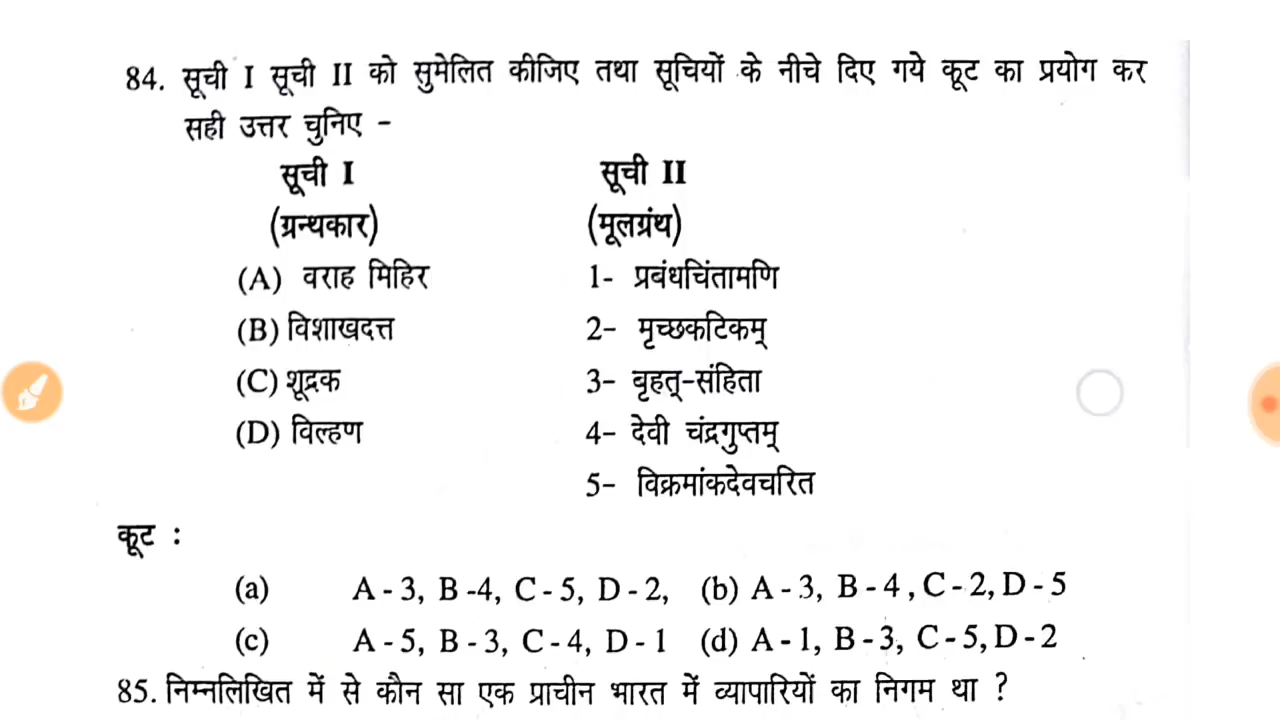 84. सूची I सूची II को सुमेलित कीजिए तथा सूचियों के नीचे दिए गये कूट का प्रयोग कर
सही उत्तर चुनिए -
सूची I सूची II
(ग्रन्थकार) (मूलग्रंथ)
(A) वराह मिहिर 1- प्रबंधचिंतामणि
(B) विशाखदत्त 2- मृच्छकटिकम्
(C) शूद्रक 3- बृहत्-संहिता
(D) विल्हण 4- देवी चंद्रगुप्तम्
5- विक्रमांकदेवचरित
कूट :
(a) A - 3, B -4, C - 5, D - 2, (b) A - 3, B - 4 , C - 2, D - 5
(c) A - 5, B - 3, C - 4, D - 1 (d) A - 1, B - 3, C - 5, D - 2
85. निम्नलिखित में से कौन सा एक प्राचीन भारत में व्यापारियों का निगम था ?